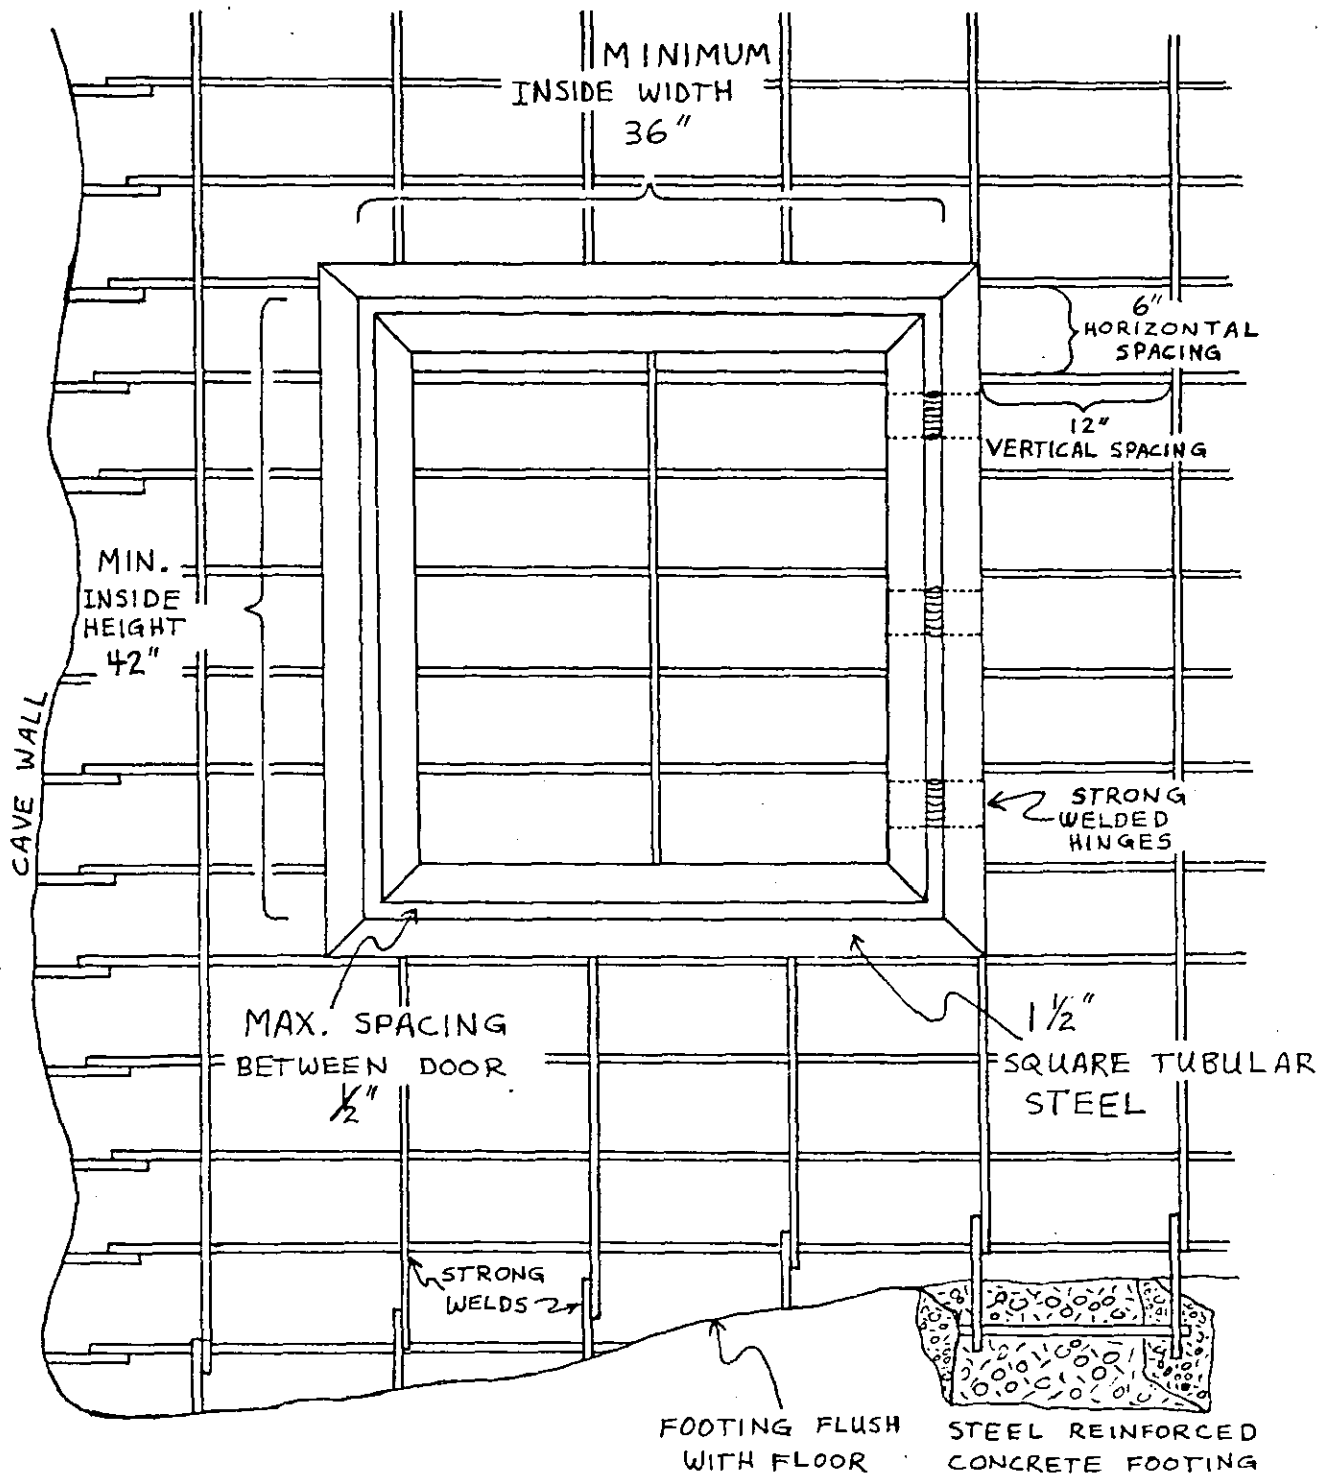 MINIMUM
INSIDE WIDTH
36"
6"
HORIZONTAL
SPACING
12"
VERTICAL SPACING
MIN.
INSIDE
HEIGHT
42"
CAVE WALL
STRONG
WELDED
HINGES
MAX. SPACING
BETWEEN DOOR
1/2"
1 1/2"
SQUARE TUBULAR
STEEL
STRONG
WELDS
FOOTING FLUSH
WITH FLOOR
STEEL REINFORCED
CONCRETE FOOTING